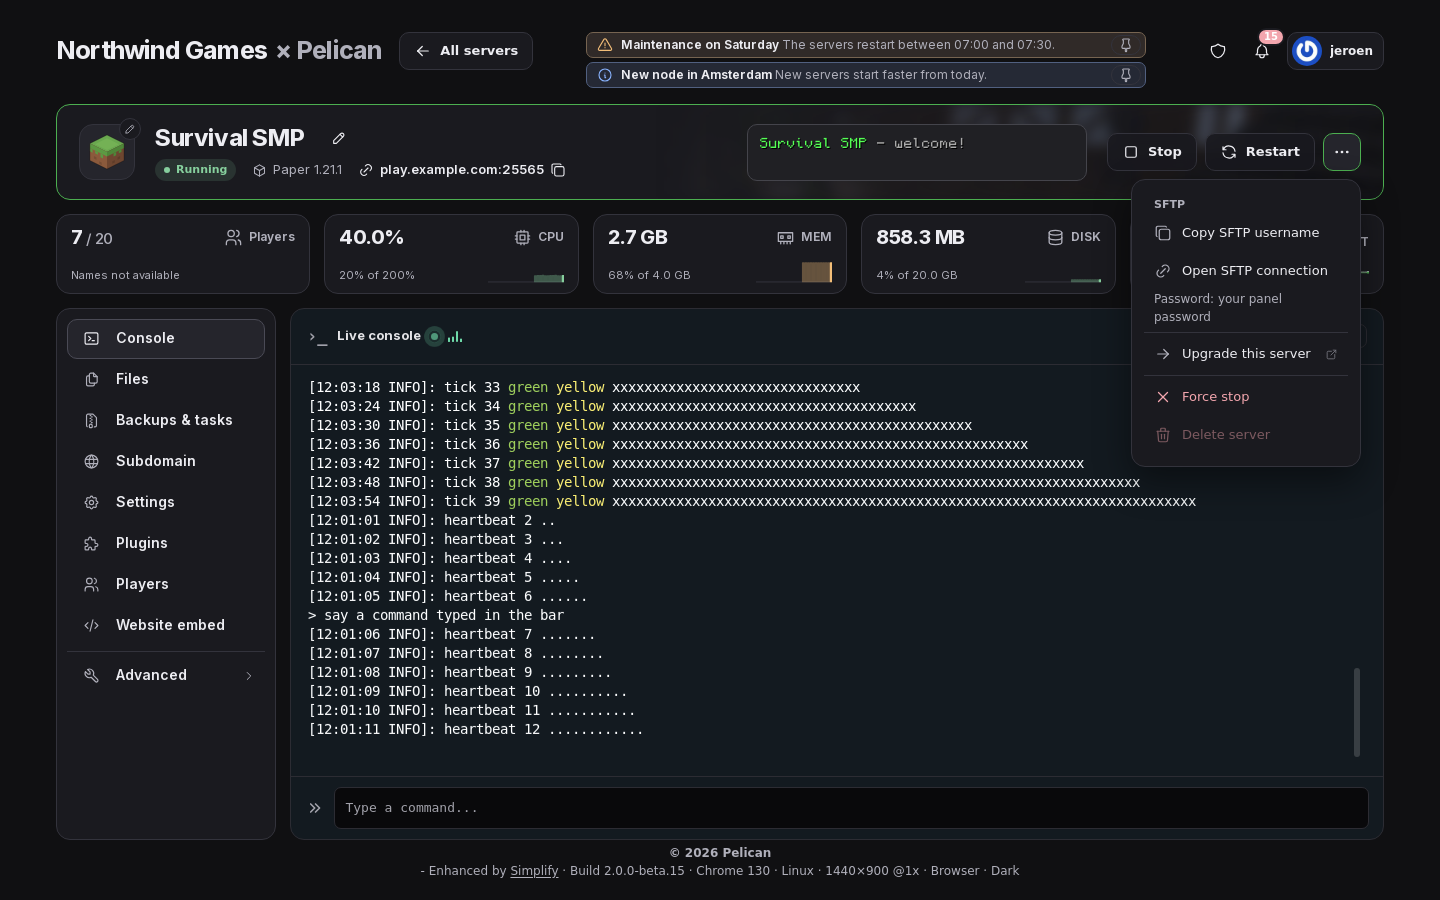 Northwind Games × Pelican
All servers
Maintenance on Saturday The servers restart between 07:00 and 07:30.
New node in Amsterdam New servers start faster from today.
15
jeroen
Survival SMP
Running
Paper 1.21.1
play.example.com:25565
Survival SMP - welcome!
Stop
Restart
SFTP
Copy SFTP username
Open SFTP connection
Password: your panel
password
Upgrade this server
Force stop
Delete server
7 / 20
Players
Names not available
40.0%
CPU
20% of 200%
2.7 GB
MEM
68% of 4.0 GB
858.3 MB
DISK
4% of 20.0 GB
T
Console
Files
Backups & tasks
Subdomain
Settings
Plugins
Players
Website embed
Advanced
Live console
[12:03:18 INFO]: tick 33 green yellow xxxxxxxxxxxxxxxxxxxxxxxxxxxxxxx
[12:03:24 INFO]: tick 34 green yellow xxxxxxxxxxxxxxxxxxxxxxxxxxxxxxxxxxxxxx
[12:03:30 INFO]: tick 35 green yellow xxxxxxxxxxxxxxxxxxxxxxxxxxxxxxxxxxxxxxxxxxxxx
[12:03:36 INFO]: tick 36 green yellow xxxxxxxxxxxxxxxxxxxxxxxxxxxxxxxxxxxxxxxxxxxxxxxxxxxx
[12:03:42 INFO]: tick 37 green yellow xxxxxxxxxxxxxxxxxxxxxxxxxxxxxxxxxxxxxxxxxxxxxxxxxxxxxxxxxxx
[12:03:48 INFO]: tick 38 green yellow xxxxxxxxxxxxxxxxxxxxxxxxxxxxxxxxxxxxxxxxxxxxxxxxxxxxxxxxxxxxxxxxxx
[12:03:54 INFO]: tick 39 green yellow xxxxxxxxxxxxxxxxxxxxxxxxxxxxxxxxxxxxxxxxxxxxxxxxxxxxxxxxxxxxxxxxxxxxxxxxx
[12:01:01 INFO]: heartbeat 2 ..
[12:01:02 INFO]: heartbeat 3 ...
[12:01:03 INFO]: heartbeat 4 ....
[12:01:04 INFO]: heartbeat 5 .....
[12:01:05 INFO]: heartbeat 6 ......
> say a command typed in the bar
[12:01:06 INFO]: heartbeat 7 .......
[12:01:07 INFO]: heartbeat 8 ........
[12:01:08 INFO]: heartbeat 9 .........
[12:01:09 INFO]: heartbeat 10 ..........
[12:01:10 INFO]: heartbeat 11 ...........
[12:01:11 INFO]: heartbeat 12 ............
Type a command...
© 2026 Pelican
- Enhanced by Simplify · Build 2.0.0-beta.15 · Chrome 130 · Linux · 1440×900 @1x · Browser · Dark